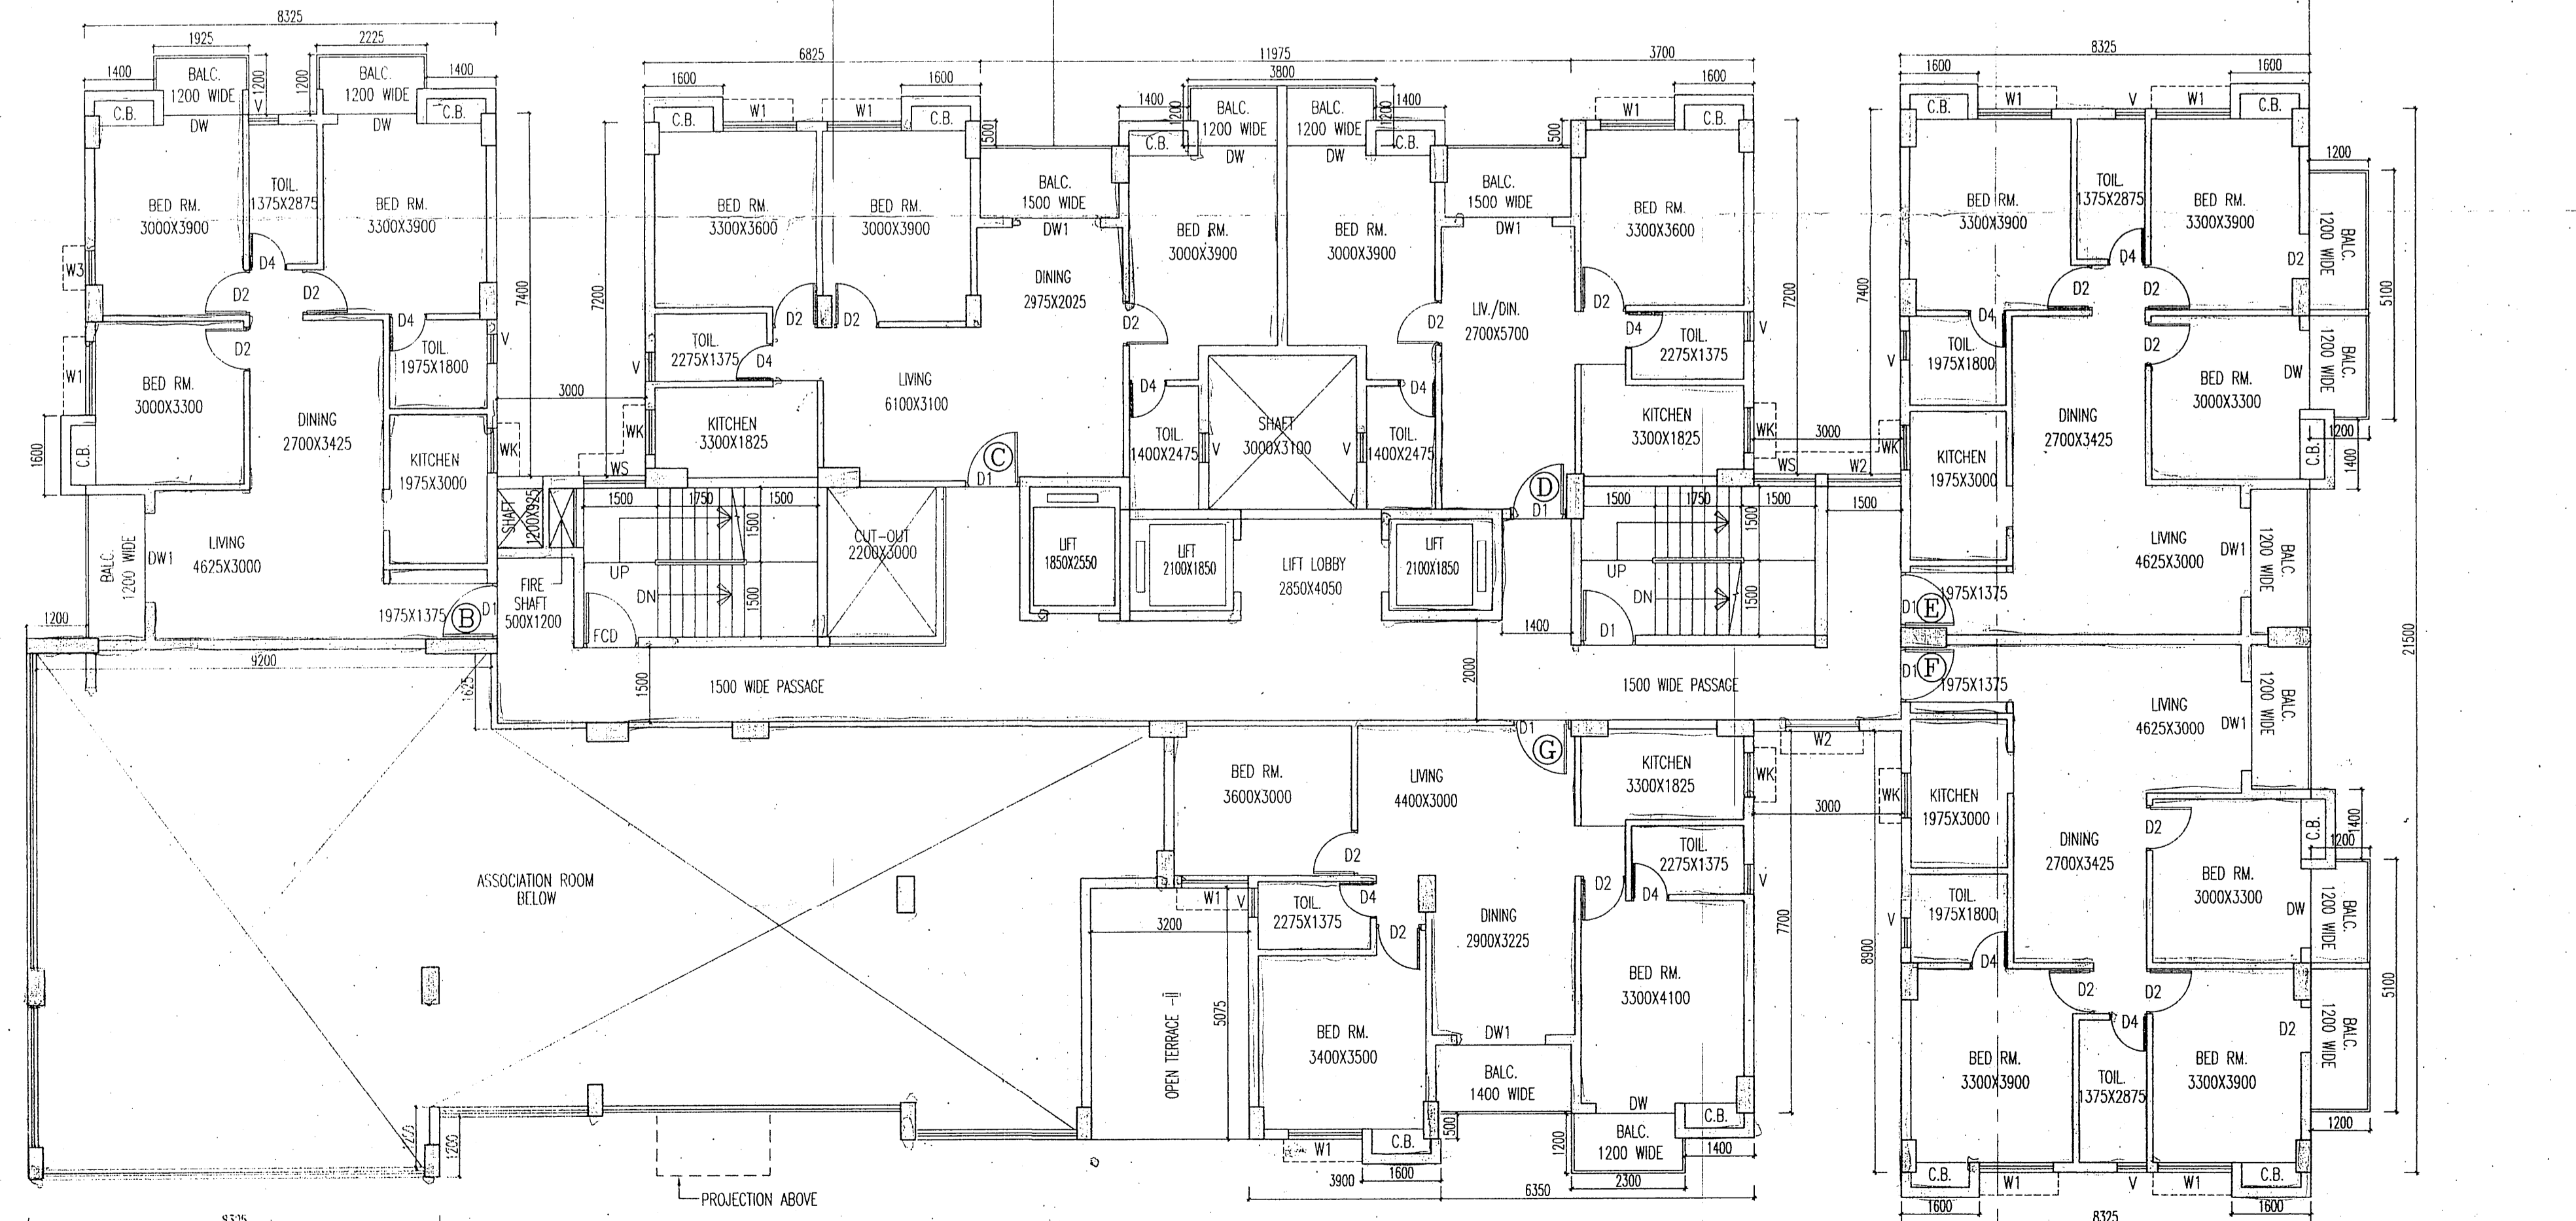 8325
1925
2225
1400
1400
BALC.
1200 WIDE
1200
1200
BALC.
1200 WIDE
C.B.
DW
V
DW
C.B.
TOIL.
1375X2875
BED RM.
3000X3900
BED RM.
3300X3900
W3
D4
D2
D2
7400
D4
V
D2
TOIL.
1975X1800
W1
BED RM.
3000X3300
DINING
2700X3425
3000
1600
C.B.
KITCHEN
1975X3000
WK
WK
WS
BALC.
1200 WIDE
DW1
LIVING
4625X3000
1975X1375
B
D1
1200
9200
1625
SHAFT
1200X925
FIRE
SHAFT
500X1200
FCD
1500
1750
1500
1500
1500
UP
DN
CUT-OUT
2200X3000
1500
1500 WIDE PASSAGE
6825
11975
3700
1600
1600
3800
1600
C.B.
W1
W1
C.B.
500
1400
1200
BALC.
1200 WIDE
BALC.
1200 WIDE
1200
1400
C.B.
DW
DW
C.B.
500
W1
C.B.
BED RM.
3300X3600
BED RM.
3000X3900
BALC.
1500 WIDE
DW1
BED RM.
3000X3900
BED RM.
3000X3900
BALC.
1500 WIDE
DW1
BED RM.
3300X3600
7200
DINING
2975X2025
D2
D2
D2
D2
LIV./DIN.
2700X5700
D2
D4
TOIL.
2275X1375
V
TOIL.
2275X1375
D4
V
LIVING
6100X3100
KITCHEN
3300X1825
D4
D4
TOIL.
1400X2475
V
SHAFT
3000X3100
V
TOIL.
1400X2475
KITCHEN
3300X1825
WK
3000
WK
C
D1
D
D1
LIFT
1850X2550
LIFT
2100X1850
LIFT LOBBY
2850X4050
LIFT
2100X1850
1400
2000
7200
7400
WS
W2
1500
1750
1500
1500
1500
1500
UP
DN
D1
1500 WIDE PASSAGE
8325
1600
1600
C.B.
W1
V
W1
C.B.
TOIL.
1375X2875
BED RM.
3300X3900
BED RM.
3300X3900
1200
BALC.
1200 WIDE
5100
D2
D4
D2
D2
D4
D2
TOIL.
1975X1800
V
DW
BALC.
1200 WIDE
BED RM.
3000X3300
DINING
2700X3425
1200
1400
C.B.
KITCHEN
1975X3000
LIVING
4625X3000
DW1
BALC.
1200 WIDE
1975X1375
D1
E
21500
D1
F
1975X1375
LIVING
4625X3000
DW1
BALC.
1200 WIDE
WK
KITCHEN
1975X3000
D2
C.B.
1400
1200
DINING
2700X3425
TOIL.
1975X1800
V
BED RM.
3000X3300
DW
BALC.
1200 WIDE
D4
D2
D2
D4
D2
BALC.
1200 WIDE
5100
BED RM.
3300X3900
TOIL.
1375X2875
BED RM.
3300X3900
1200
C.B.
W1
V
W1
C.B.
1600
8325
1600
8900
7700
W2
3000
D1
G
KITCHEN
3300X1825
WK
BED RM.
3600X3000
LIVING
4400X3000
TOIL.
2275X1375
D2
V
D2
D4
W1
V
TOIL.
2275X1375
D4
D2
DINING
2900X3225
BED RM.
3300X4100
3200
OPEN TERRACE -II
5075
BED RM.
3400X3500
DW1
BALC.
1400 WIDE
DW
C.B.
500
1200
BALC.
1200 WIDE
1400
W1
C.B.
3900
1600
6350
2300
ASSOCIATION ROOM
BELOW
1200
PROJECTION ABOVE
8325